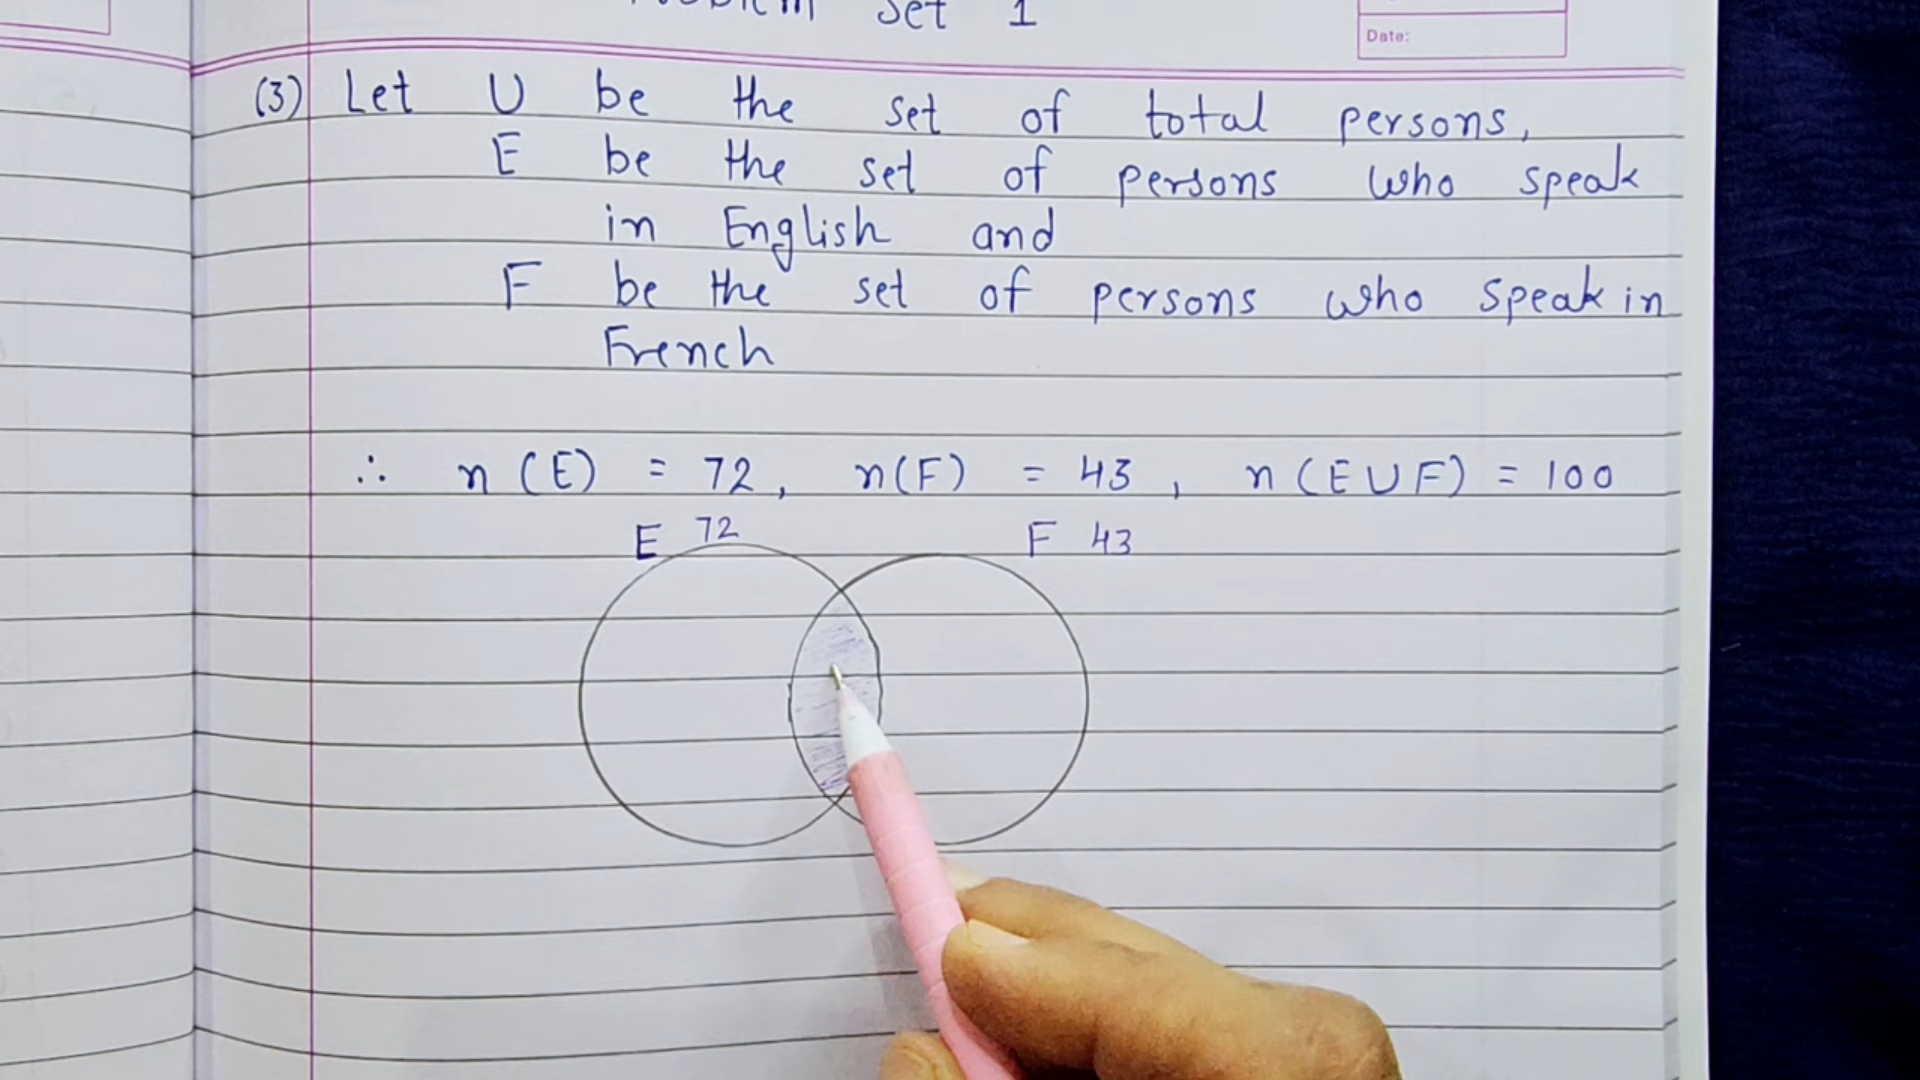 Problem Set 1
Date:
(3) Let U be the set of total persons,
E be the set of persons who speak
in English and
F be the set of persons who speak in
French
∴ n (E) = 72, n(F) = 43, n (E U F) = 100
E 72 F 43